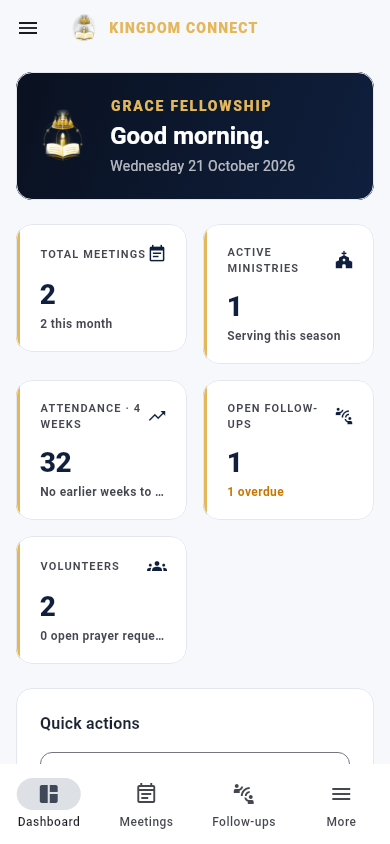 KINGDOM CONNECT
GRACE FELLOWSHIP
Good morning.
Wednesday 21 October 2026
TOTAL MEETINGS
2
2 this month
ACTIVE
MINISTRIES
1
Serving this season
ATTENDANCE · 4
WEEKS
32
No earlier weeks to …
OPEN FOLLOW-
UPS
1
1 overdue
VOLUNTEERS
2
0 open prayer reque…
Quick actions
Dashboard
Meetings
Follow-ups
More